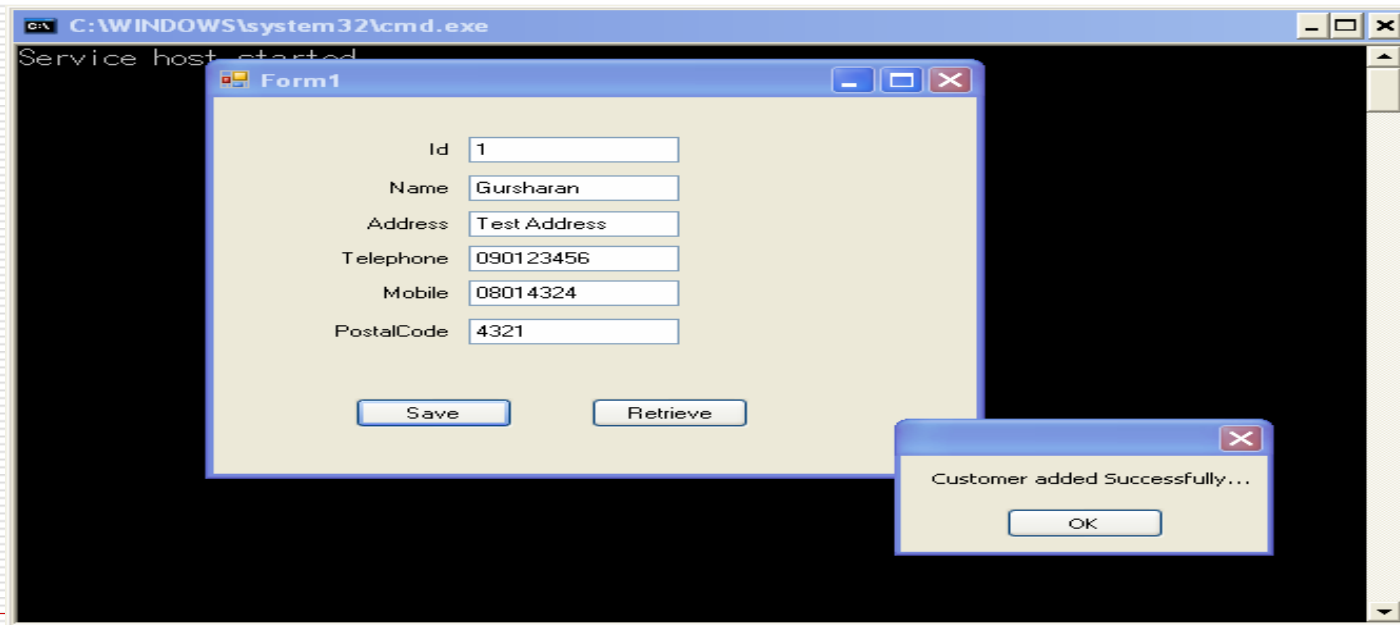 C:\WINDOWS\system32\cmd.exe
Service host started
Form1
Id 1
Name Gursharan
Address Test Address
Telephone 090123456
Mobile 08014324
PostalCode 4321
Save Retrieve
Customer added Successfully...
OK